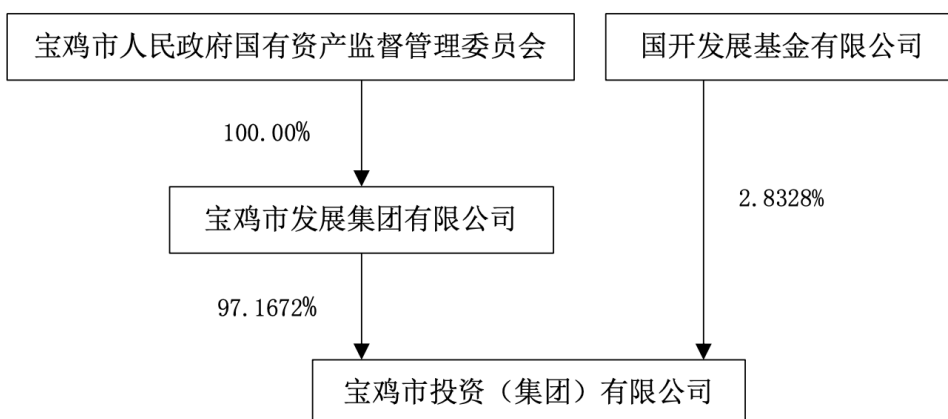 宝鸡市人民政府国有资产监督管理委员会
国开发展基金有限公司
100.00%
宝鸡市发展集团有限公司
2.8328%
97.1672%
宝鸡市投资（集团）有限公司